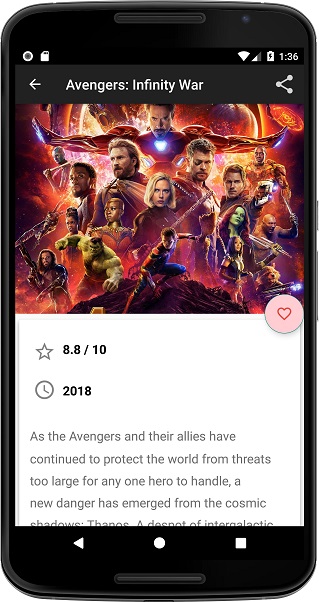 1:36
Avengers: Infinity War
8.8 / 10
2018
As the Avengers and their allies have
continued to protect the world from threats
too large for any one hero to handle, a
new danger has emerged from the cosmic
shadows: Thanos. A despot of intergalactic